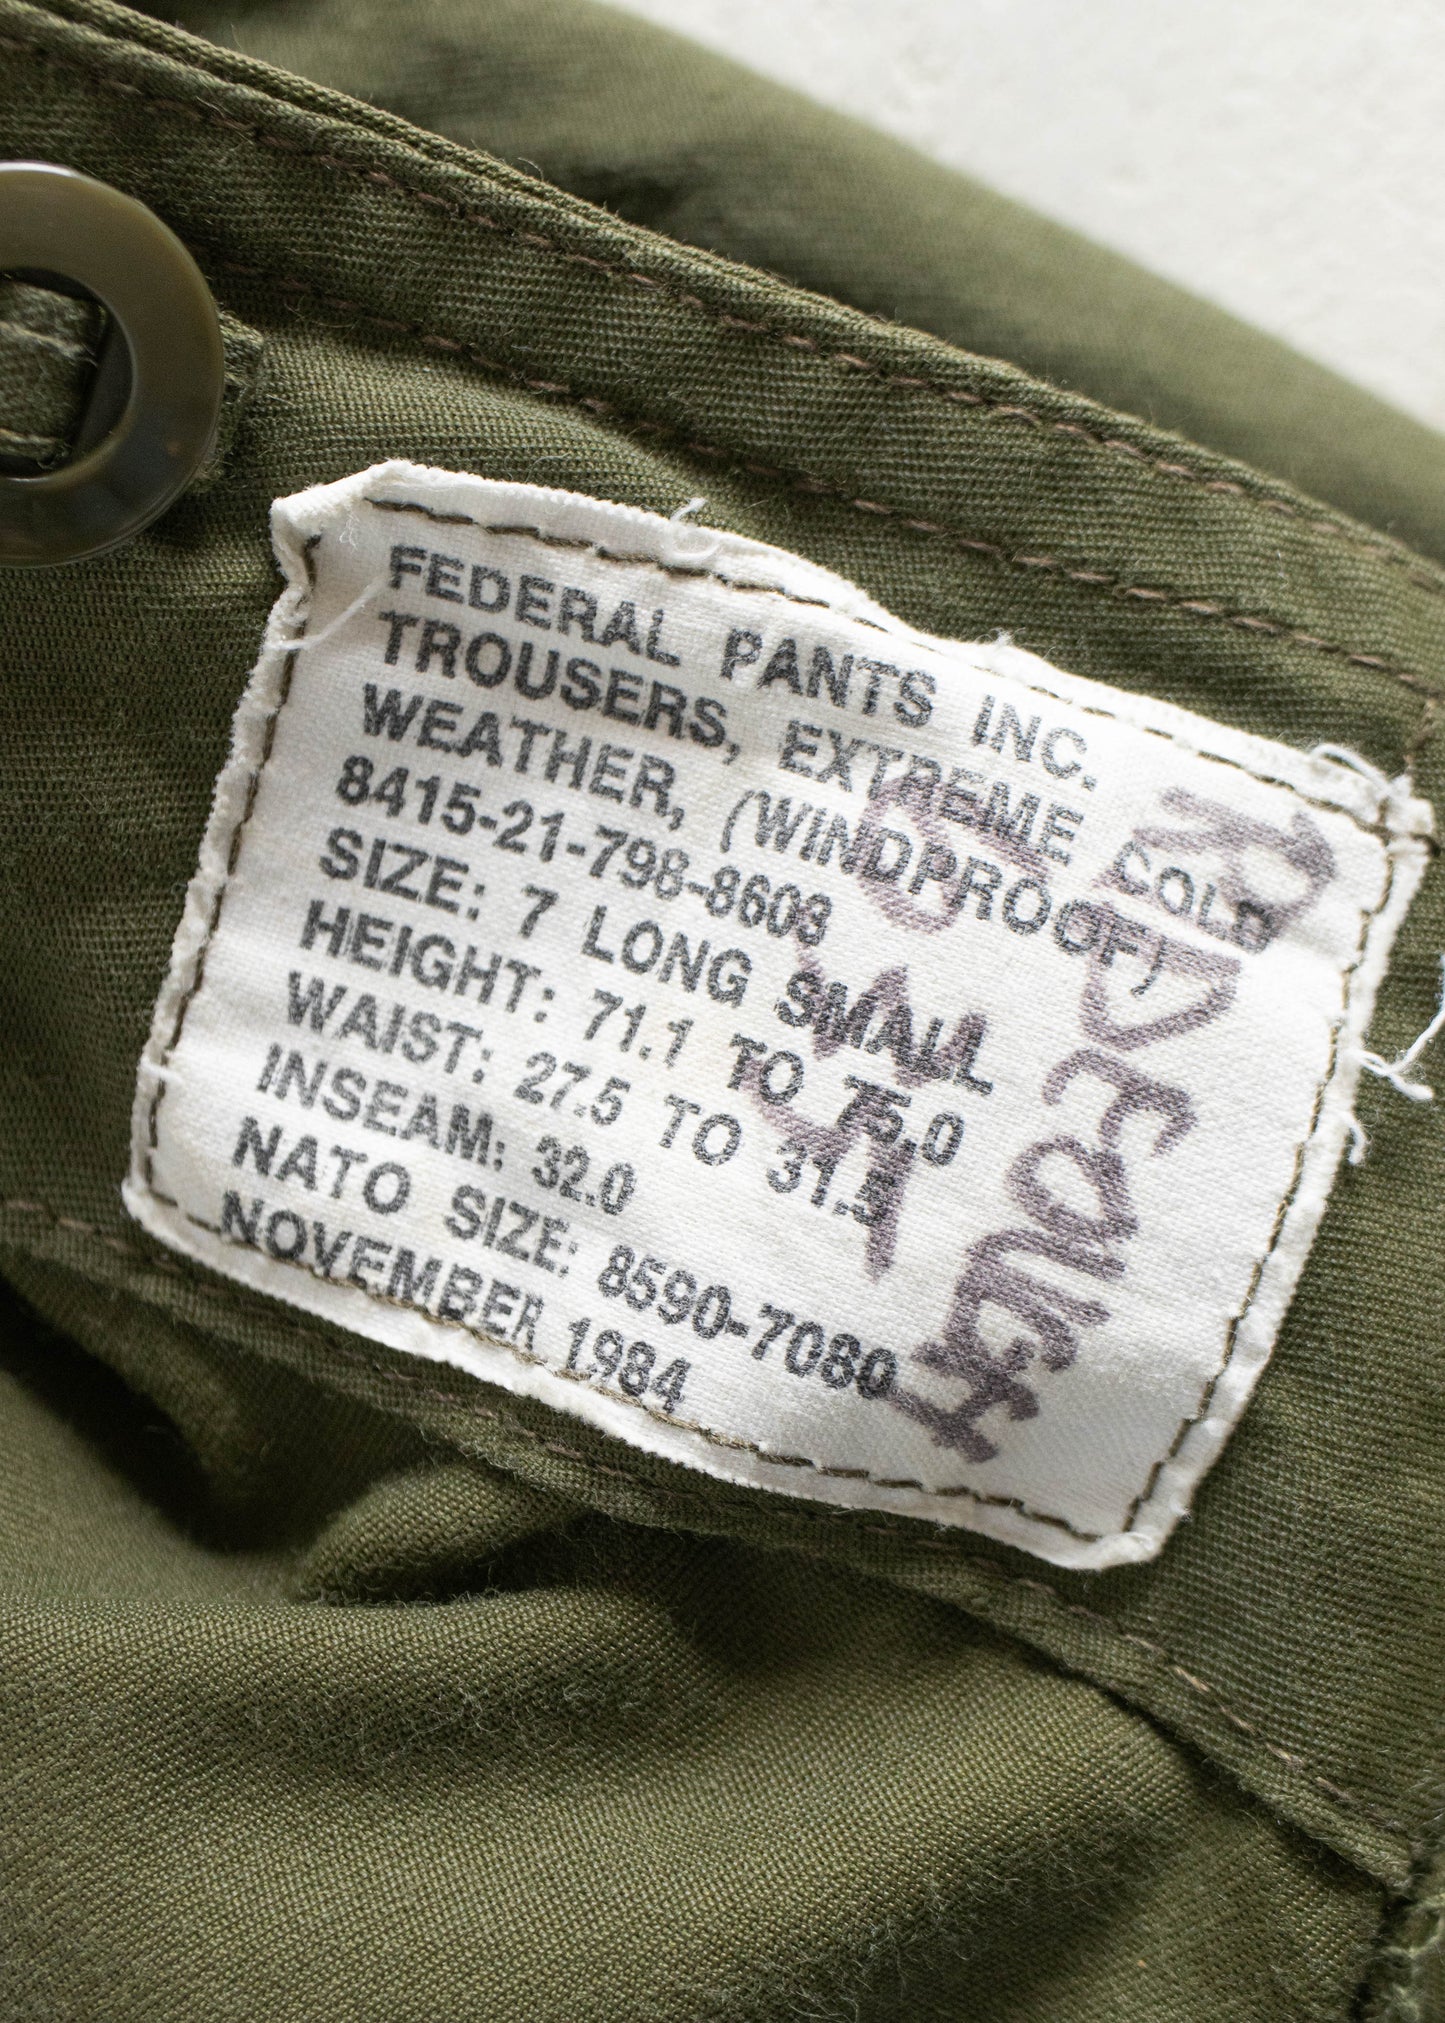 FEDERAL PANTS INC.
TROUSERS, EXTREME COLD
WEATHER, (WINDPROOF)
8415-21-798-8603
SIZE: 7 LONG SMALL
HEIGHT: 71.1 TO 75.0
WAIST: 27.5 TO 31.5
INSEAM: 32.0
NATO SIZE: 8590-7080
NOVEMBER 1984